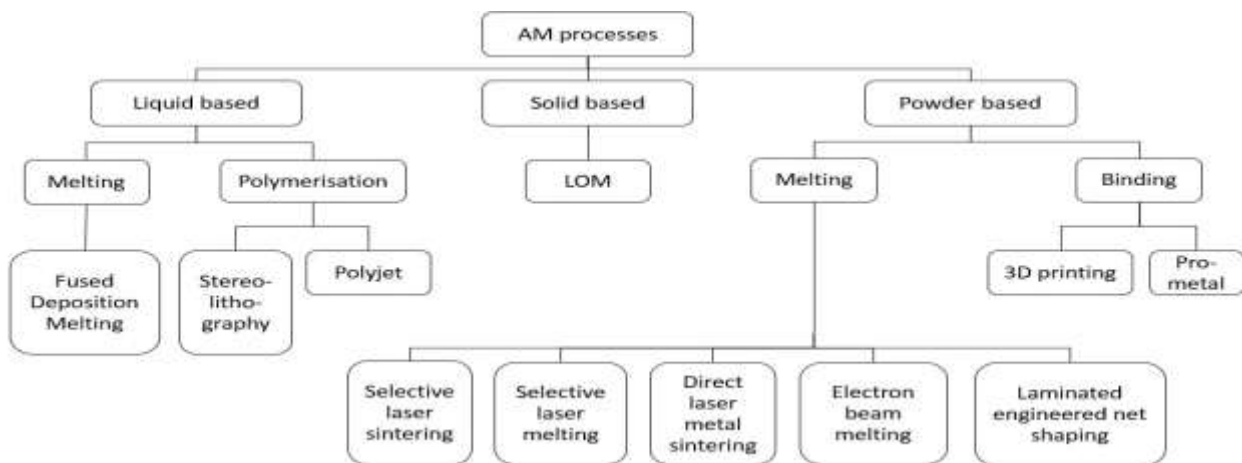 AM processes
Liquid based
Solid based
Powder based
Melting
Polymerisation
LOM
Melting
Binding
Fused
Deposition
Melting
Stereo-
litho-
graphy
Polyjet
3D printing
Pro-
metal
Selective
laser
sintering
Selective
laser
melting
Direct
laser
metal
sintering
Electron
beam
melting
Laminated
engineered net
shaping